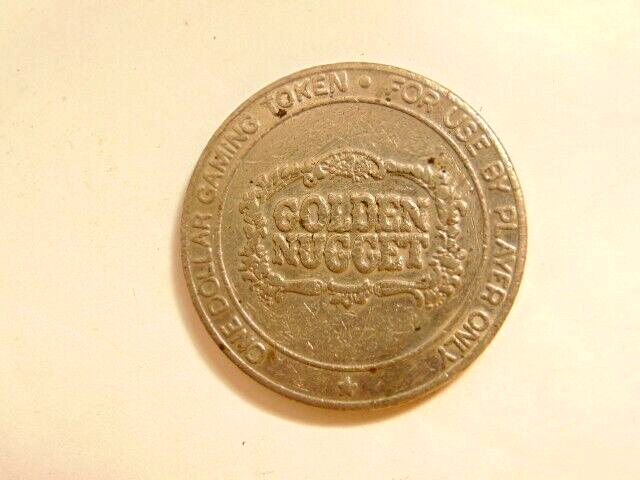 ONE DOLLAR GAMING TOKEN • FOR USE BY PLAYER ONLY
GOLDEN
NUGGET